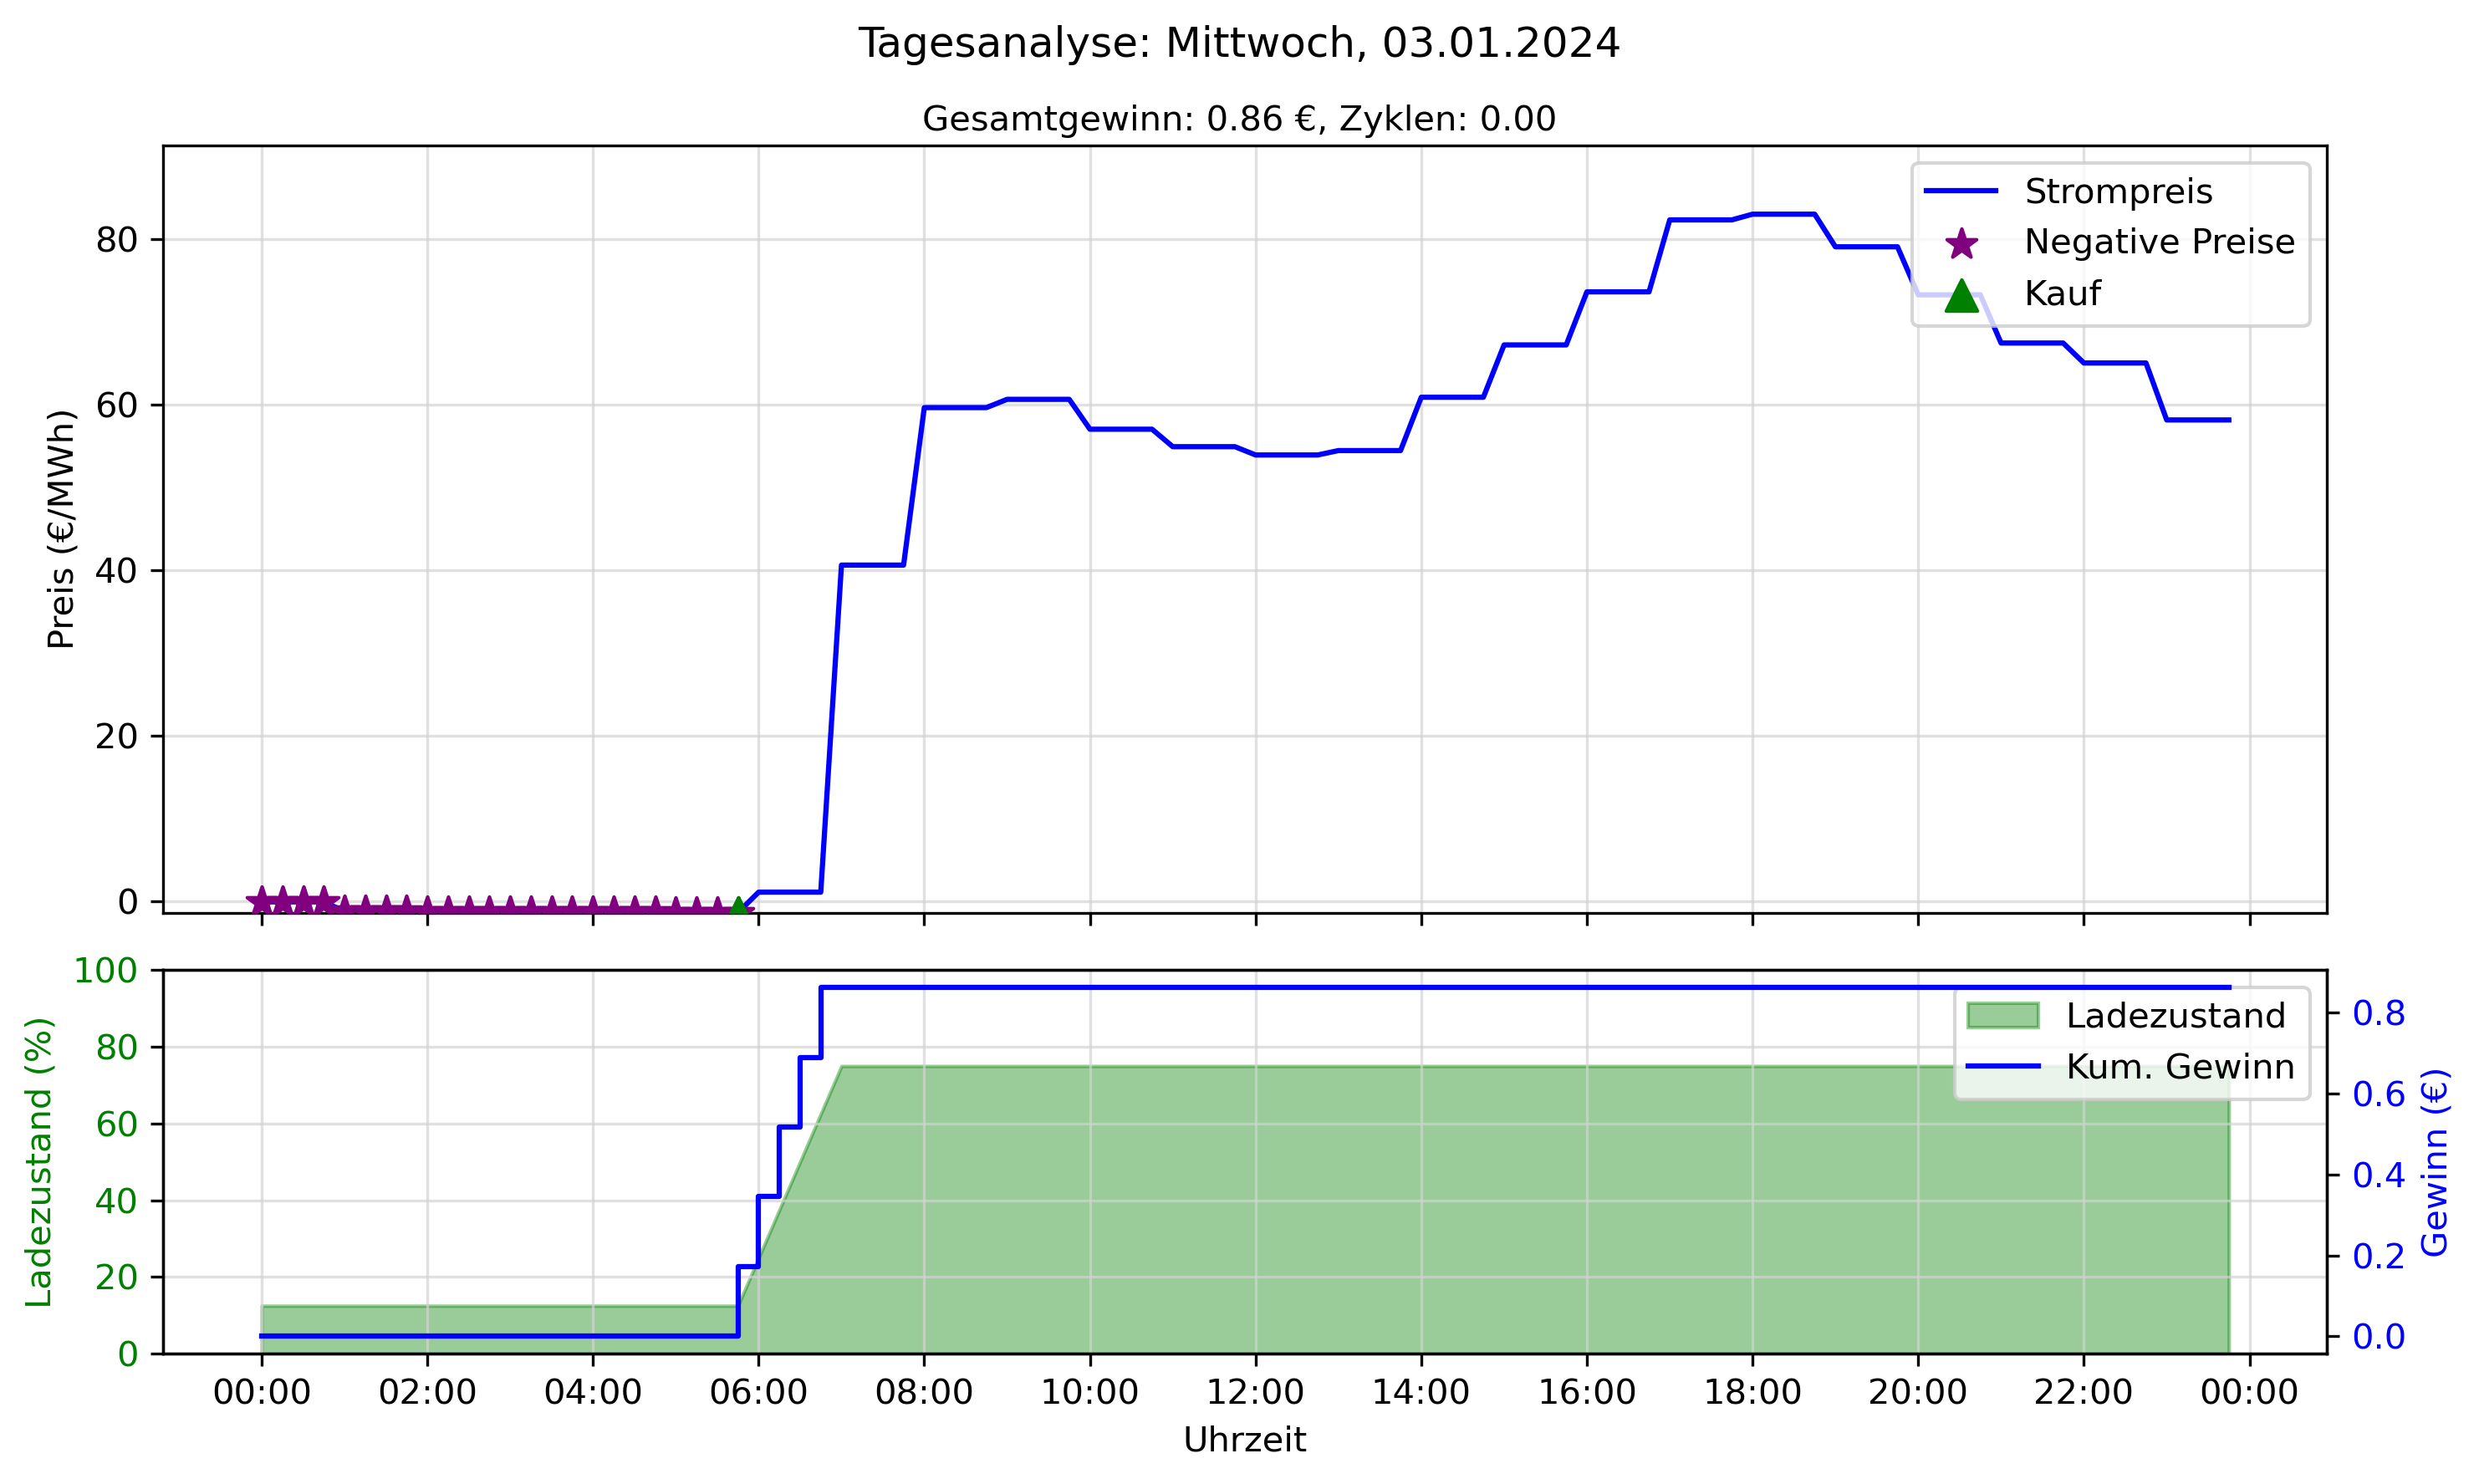 Tagesanalyse: Mittwoch, 03.01.2024
Gesamtgewinn: 0.86 €, Zyklen: 0.00
Preis (€/MWh)
80
60
40
20
0
Strompreis
Negative Preise
Kauf
Ladezustand (%)
100
80
60
40
20
0
Ladezustand
Kum. Gewinn
0.8
0.6
0.4
0.2
0.0
Gewinn (€)
00:00 02:00 04:00 06:00 08:00 10:00 12:00 14:00 16:00 18:00 20:00 22:00 00:00
Uhrzeit